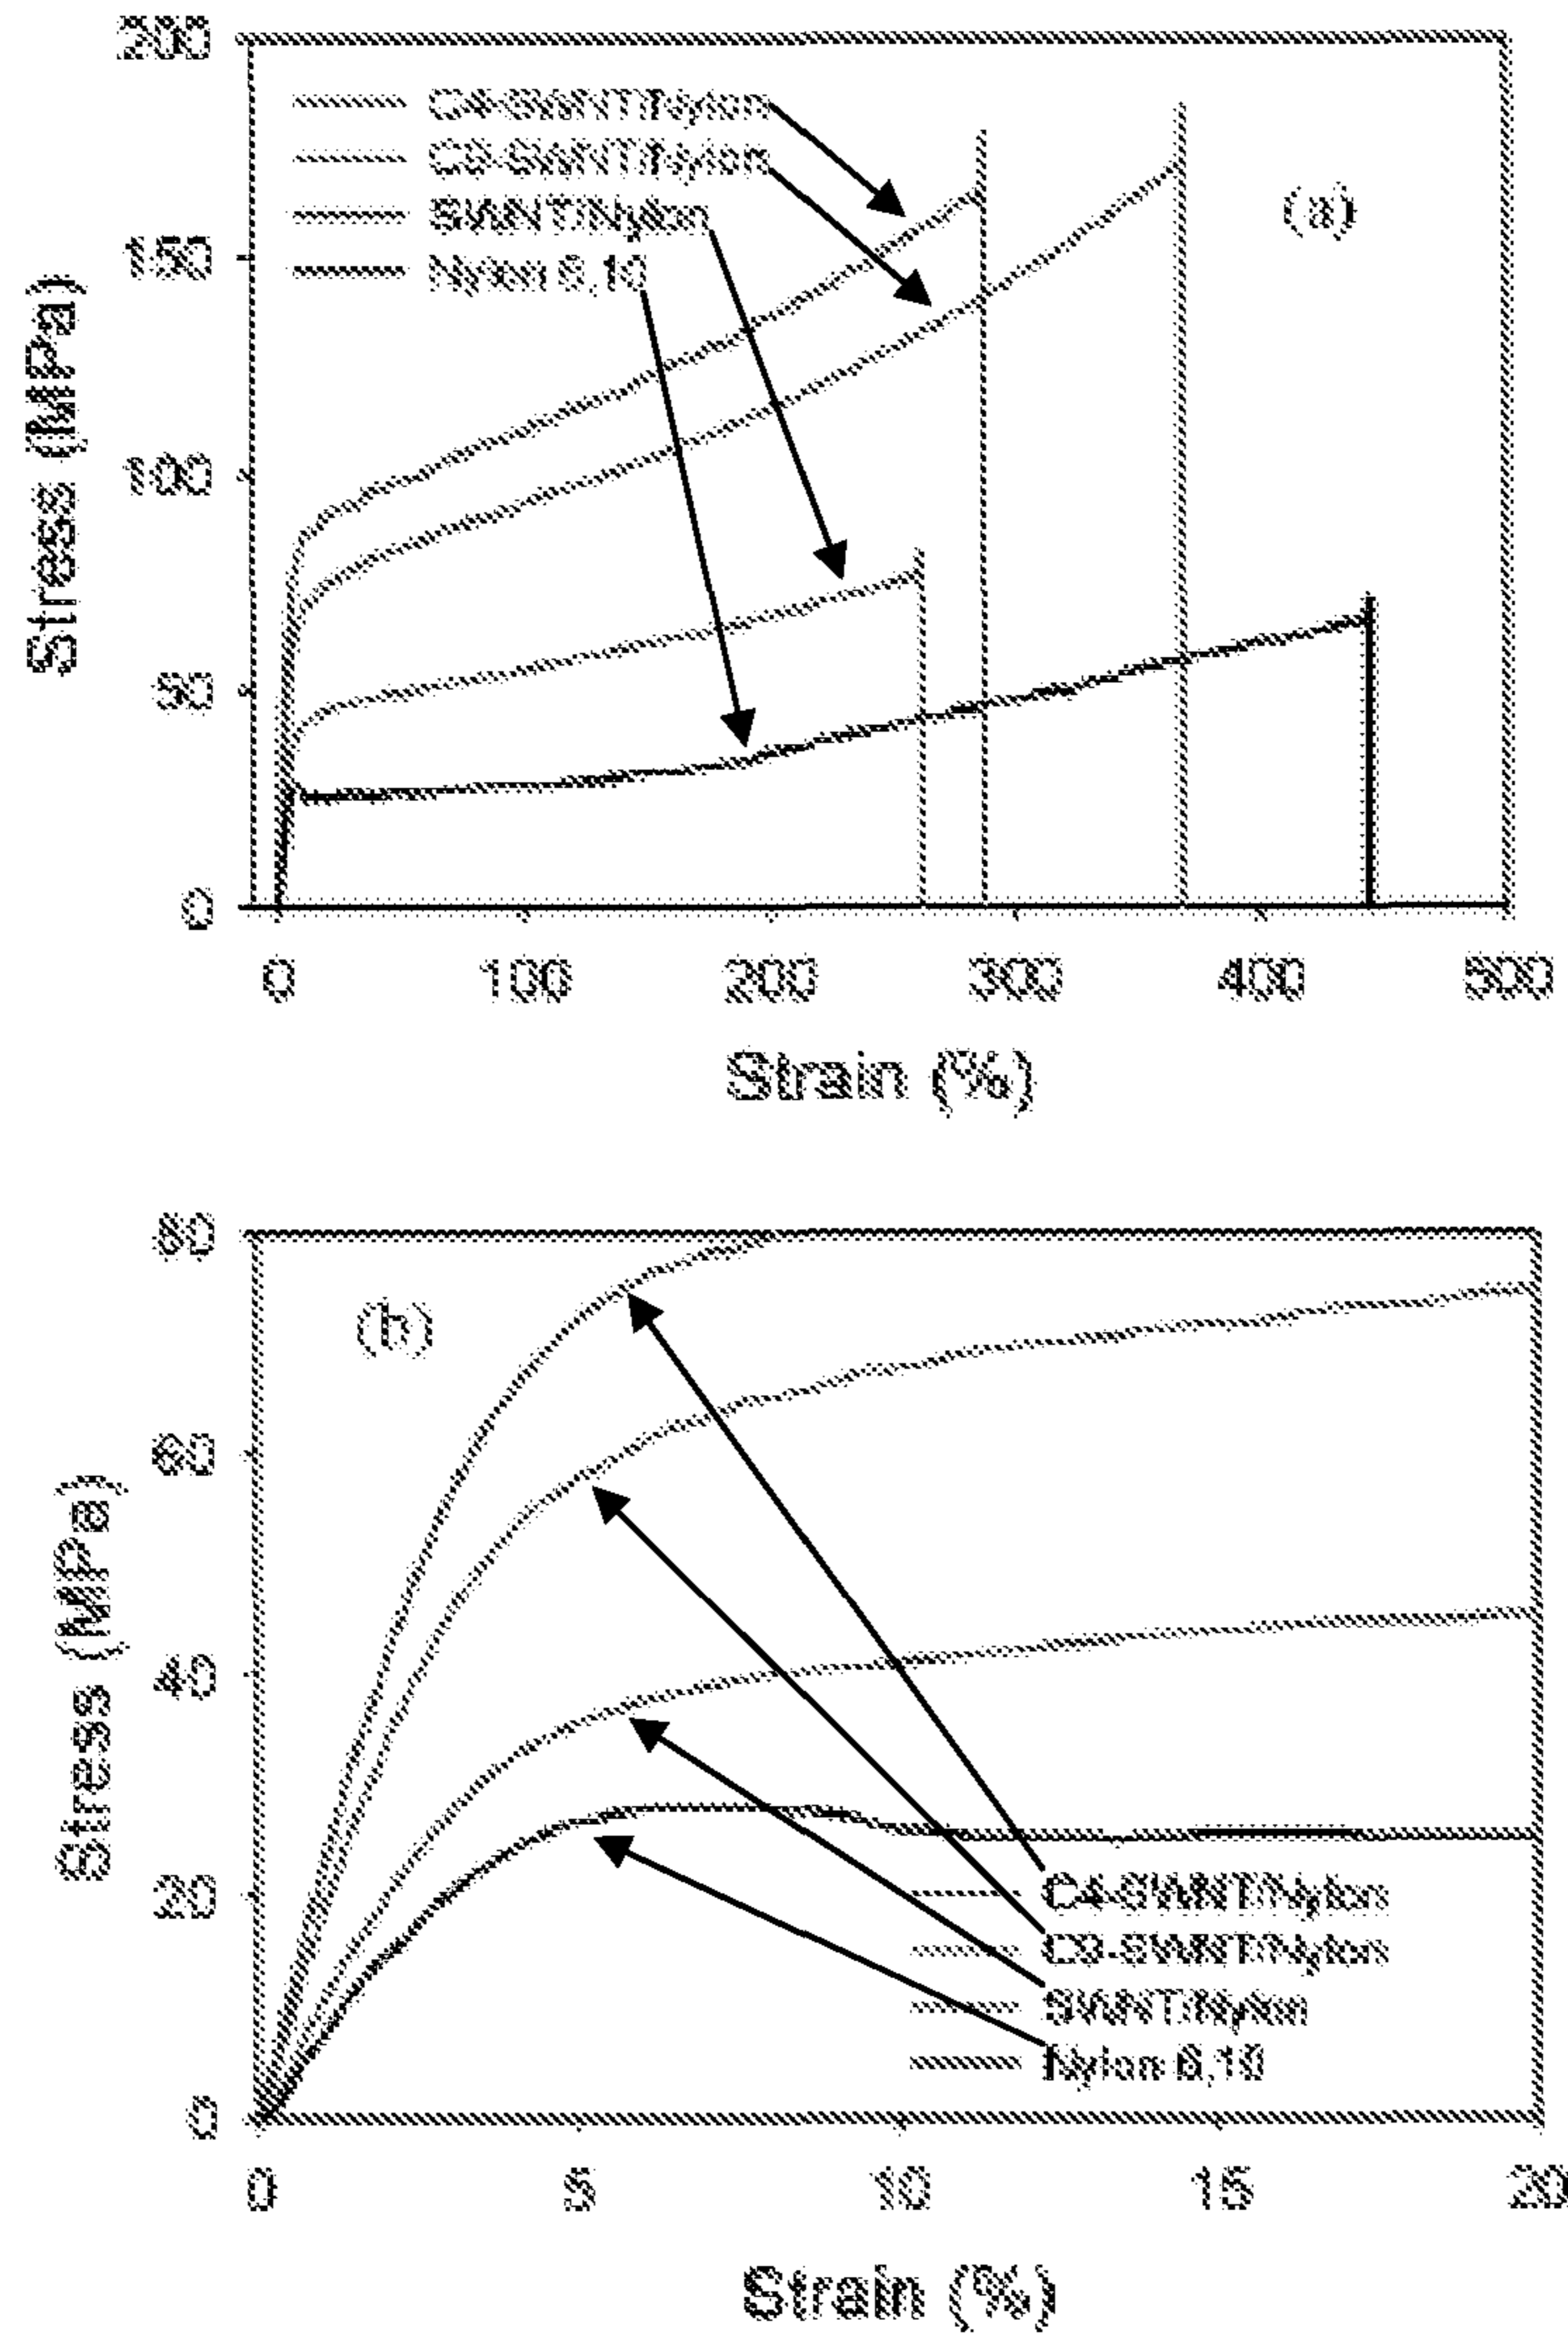 200
150
100
50
0
Stress (MPa)
C4-SWNT/Nylon
C3-SWNT/Nylon
SWNT/Nylon
Nylon 6,10
(a)
0 100 200 300 400 500
Strain (%)
80
60
40
20
0
Stress (MPa)
(b)
C4-SWNT/Nylon
C3-SWNT/Nylon
SWNT/Nylon
Nylon 6,10
0 5 10 15 20
Strain (%)